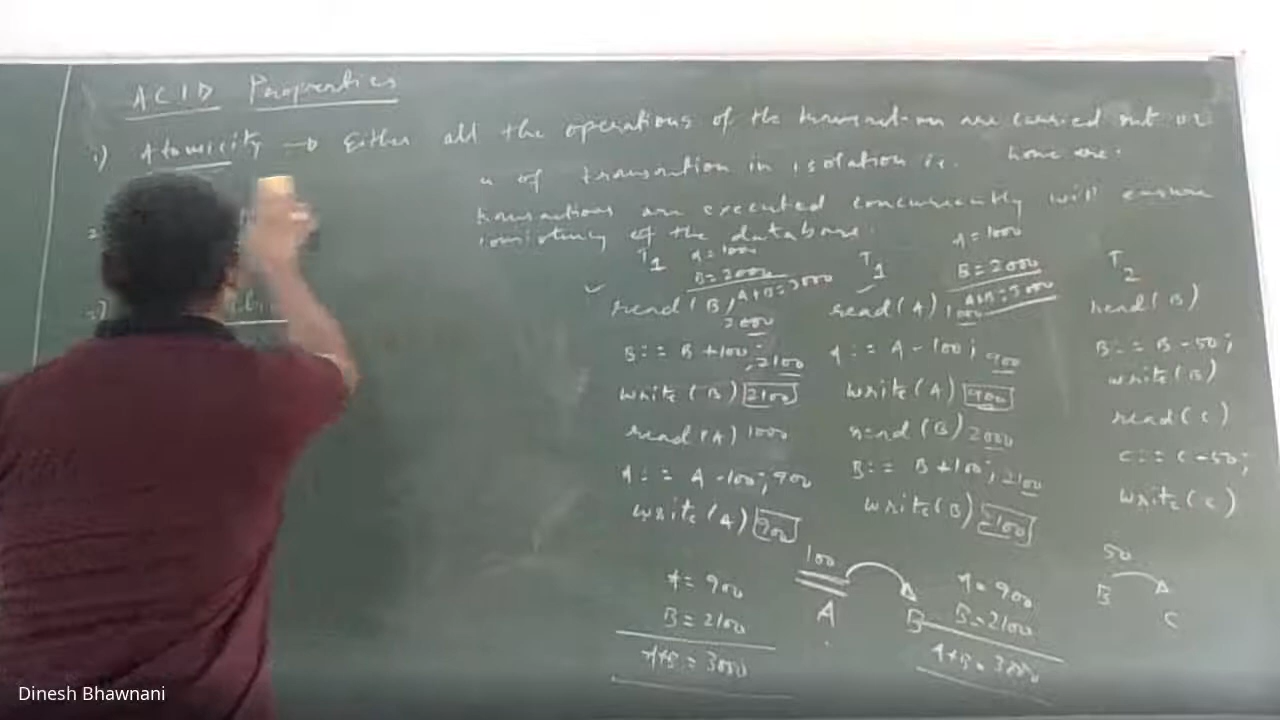 ACID Properties
1) Atomicity → Either all the operations of the transaction are carried out or
none are.
of transaction in isolation is
transactions are executed concurrently will ensure
consistency of the database.
T1
A=1000
B=2000
A+B=3000
read(B)
2000
B:= B+100; 2100
write(B) 2100
read(A) 1000
A:= A-100; 900
write(A) 900
A= 900
B= 2100
A+B= 3000
T1
A=1000
B=2000
A+B=3000
read(A) 1000
A:= A-100; 900
write(A) 900
read(B) 2000
B:= B+100; 2100
write(B) 2100
100
A B
A= 900
B=2100
A+B= 3000
T2
read(B)
B:= B-50;
write(B)
read(C)
C:= C+50;
write(C)
50
B C
Dinesh Bhawnani